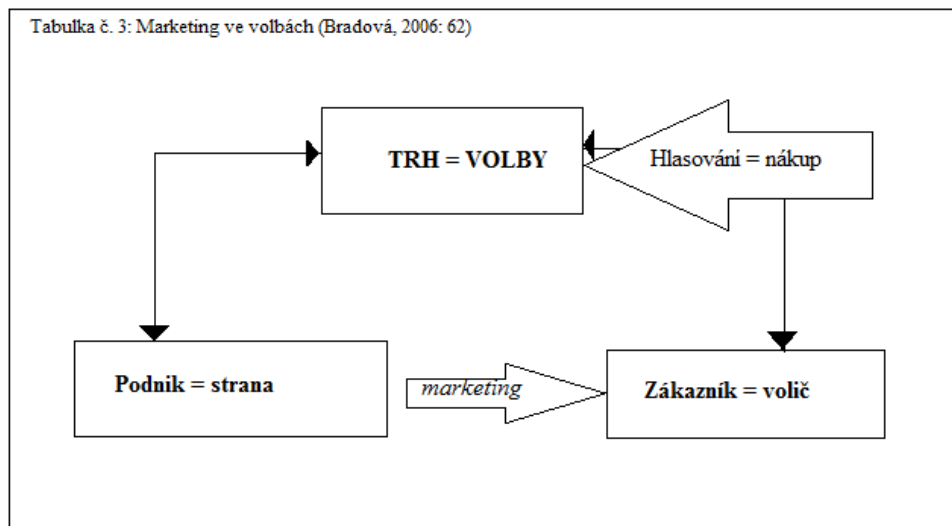 Tabulka č. 3: Marketing ve volbách (Bradová, 2006: 62)
TRH = VOLBY
Hlasování = nákup
Podnik = strana
marketing
Zákazník = volič